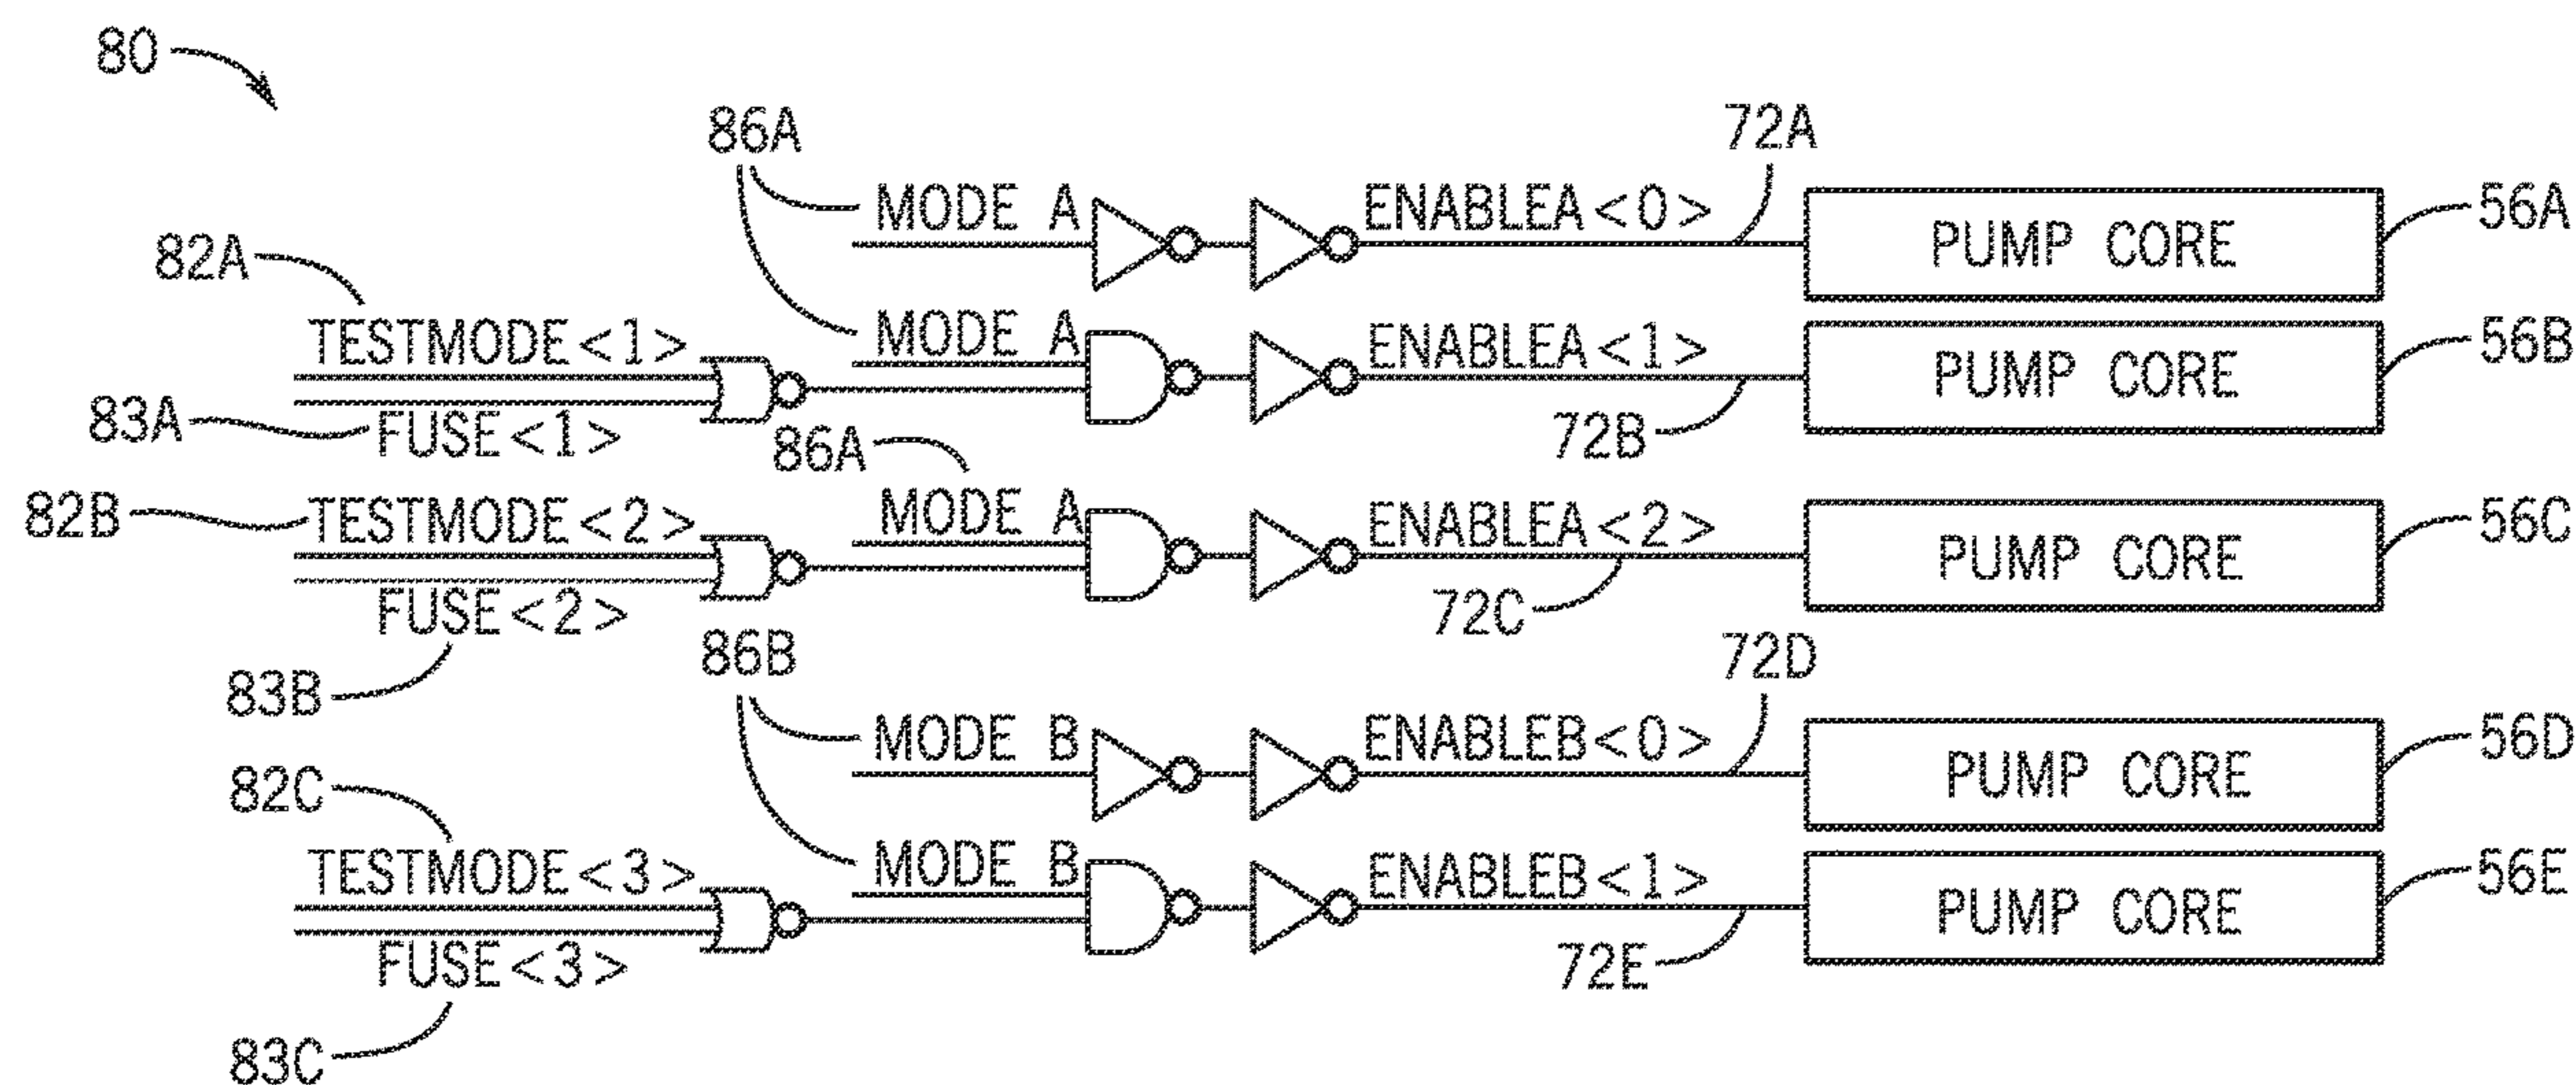 80
86A
72A
MODE A
ENABLEA<0>
PUMP CORE
56A
82A
TESTMODE<1>
MODE A
ENABLEA<1>
PUMP CORE
56B
83A
FUSE<1>
86A
72B
82B
TESTMODE<2>
MODE A
ENABLEA<2>
PUMP CORE
56C
FUSE<2>
72C
83B
86B
72D
MODE B
ENABLEB<0>
PUMP CORE
56D
82C
TESTMODE<3>
MODE B
ENABLEB<1>
PUMP CORE
56E
FUSE<3>
72E
83C